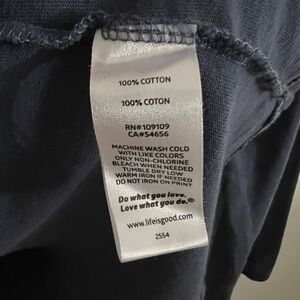 100% COTTON
100% COTON
RN#109109
CA#54656
MACHINE WASH COLD
WITH LIKE COLORS
ONLY NON-CHLORINE
BLEACH WHEN NEEDED
TUMBLE DRY LOW
WARM IRON IF NEEDED
DO NOT IRON ON PRINT
Do what you love.
Love what you do.®
www.lifeisgood.com
2554